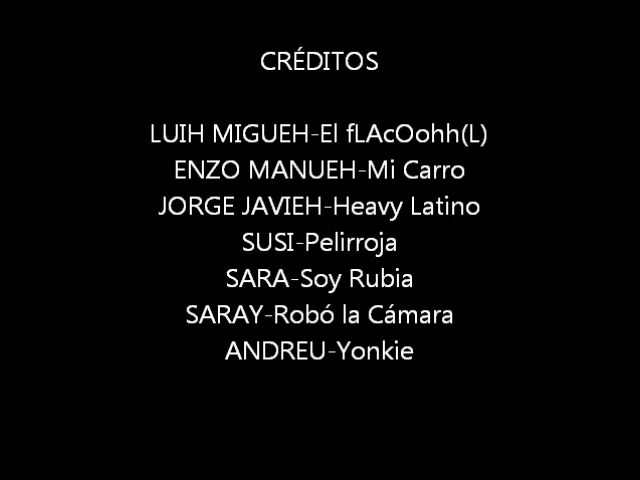 CRÉDITOS
LUIH MIGUEH-El fLAcOohh(L)
ENZO MANUEH-Mi Carro
JORGE JAVIEH-Heavy Latino
SUSI-Pelirroja
SARA-Soy Rubia
SARAY-Robó la Cámara
ANDREU-Yonkie